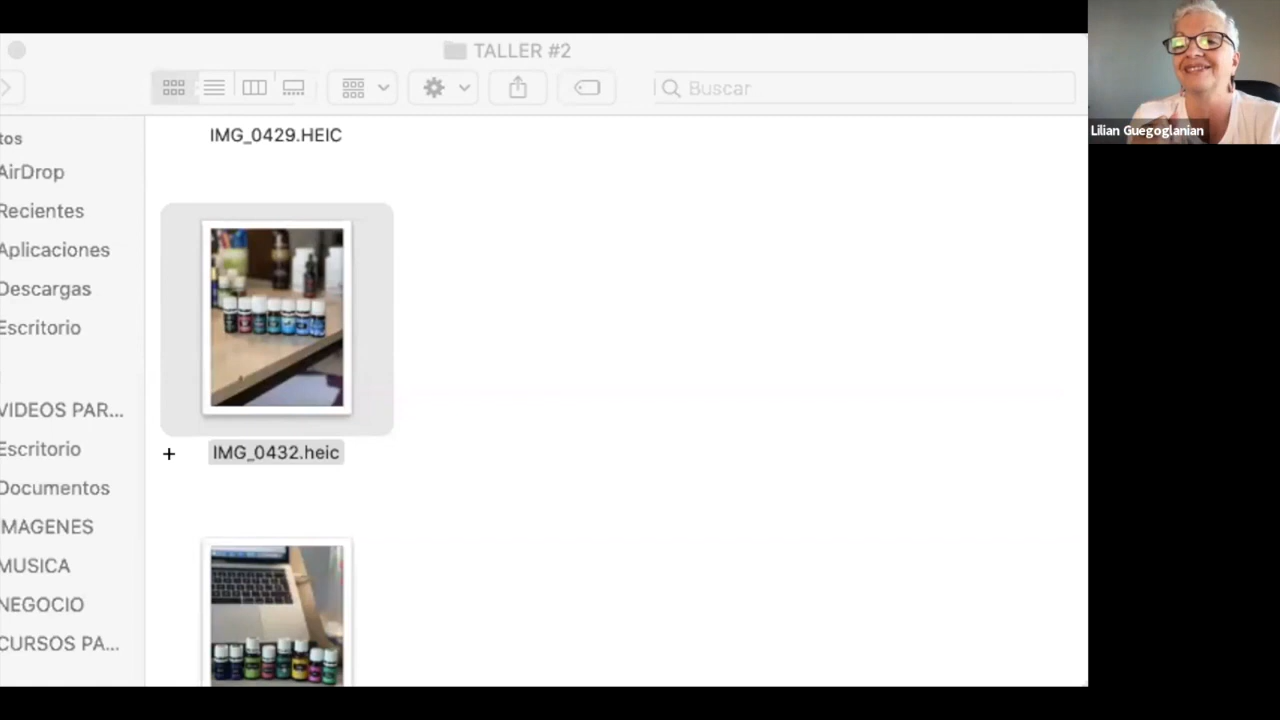 TALLER #2
Buscar
tos
AirDrop
Recientes
Aplicaciones
Descargas
Escritorio
VIDEOS PAR...
Escritorio
Documentos
IMAGENES
MUSICA
NEGOCIO
CURSOS PA...
IMG_0429.HEIC
IMG_0432.heic
Lilian Guegoglanian